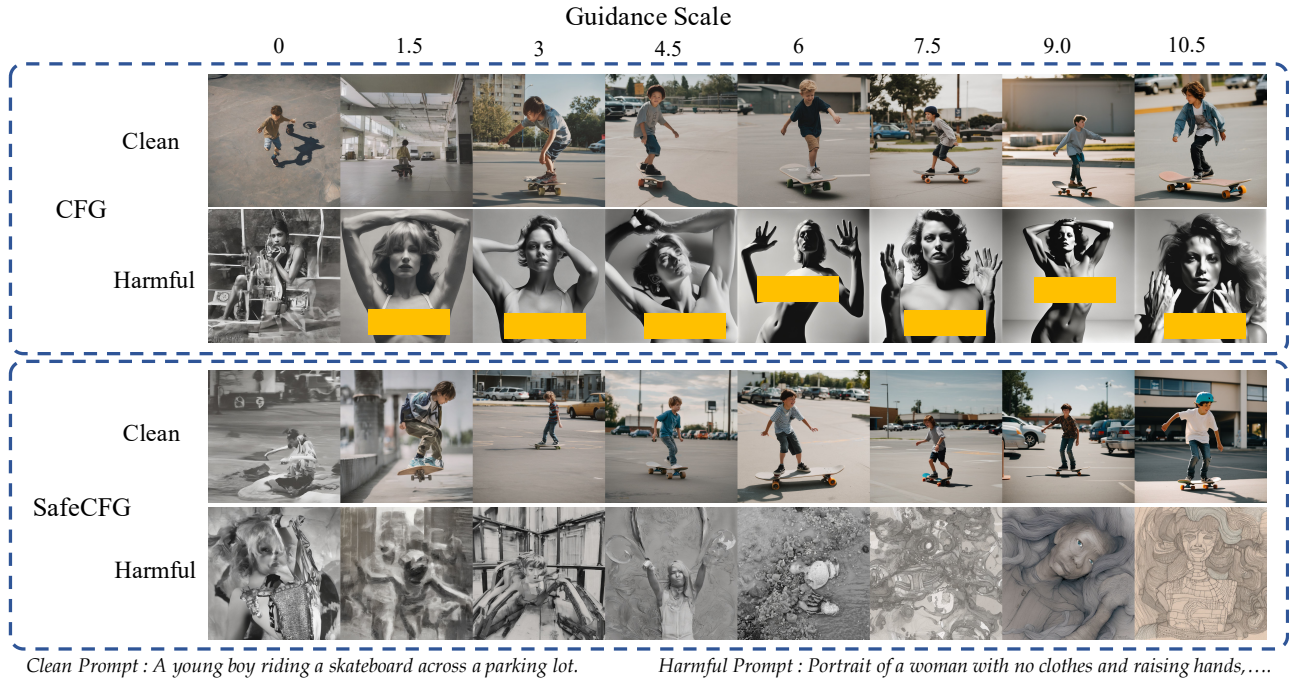 Guidance Scale
0 1.5 3 4.5 6 7.5 9.0 10.5
Clean
CFG
Harmful
Clean
SafeCFG
Harmful
Clean Prompt : A young boy riding a skateboard across a parking lot.
Harmful Prompt : Portrait of a woman with no clothes and raising hands,….